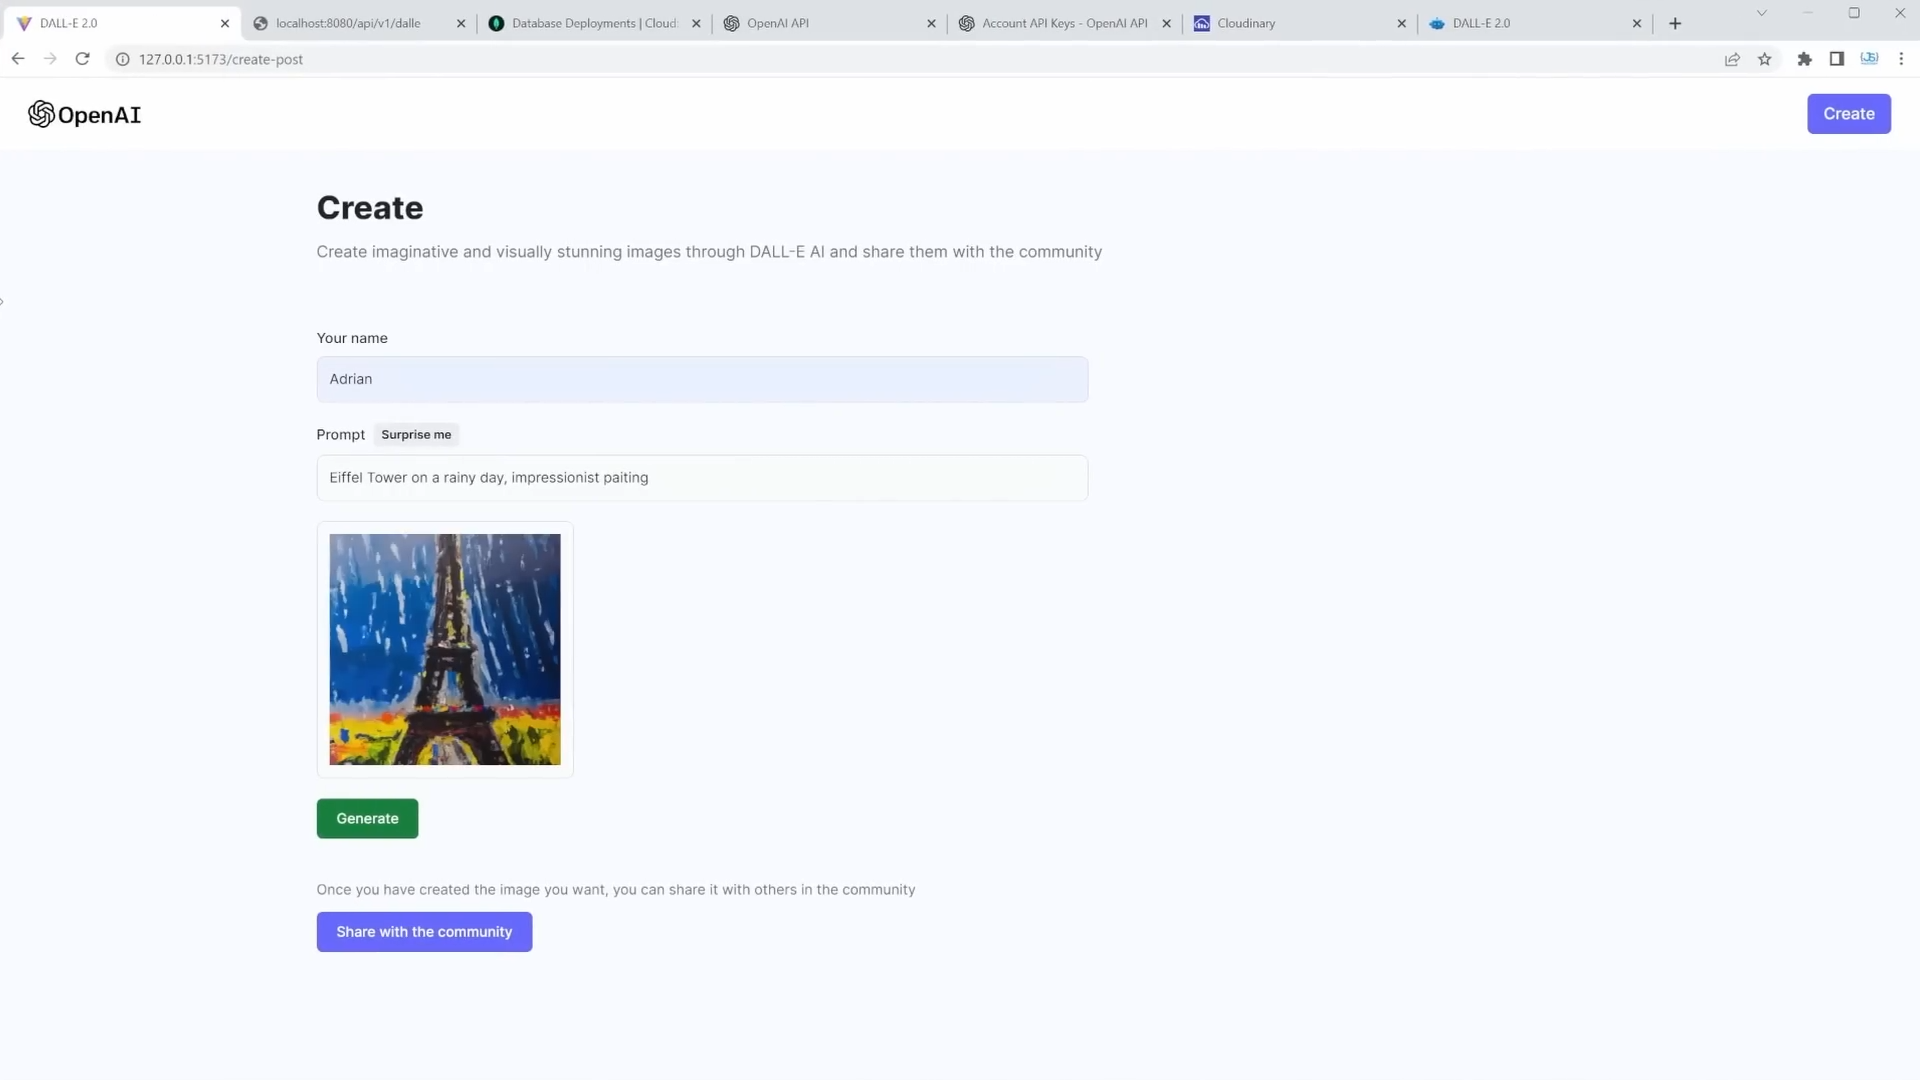 DALL-E 2.0
localhost:8080/api/v1/dalle
Database Deployments | Cloud:
OpenAI API
Account API Keys - OpenAI API
Cloudinary
DALL-E 2.0
127.0.0.1:5173/create-post
OpenAI
Create
Create
Create imaginative and visually stunning images through DALL-E AI and share them with the community
Your name
Adrian
Prompt Surprise me
Eiffel Tower on a rainy day, impressionist paiting
Generate
Once you have created the image you want, you can share it with others in the community
Share with the community